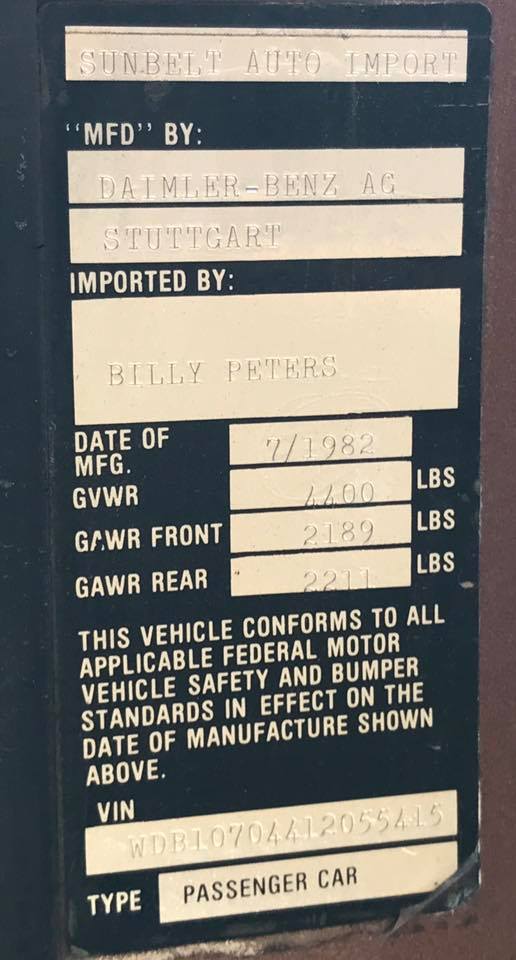 SUNBELT AUTO IMPORT
"MFD" BY:
DAIMLER-BENZ AG
STUTTGART
IMPORTED BY:
BILLY PETERS
DATE OF
MFG.
7/1982
GVWR 4400 LBS
GAWR FRONT 2189 LBS
GAWR REAR 2211 LBS
THIS VEHICLE CONFORMS TO ALL
APPLICABLE FEDERAL MOTOR
VEHICLE SAFETY AND BUMPER
STANDARDS IN EFFECT ON THE
DATE OF MANUFACTURE SHOWN
ABOVE.
VIN
WDB10704412055415
TYPE PASSENGER CAR